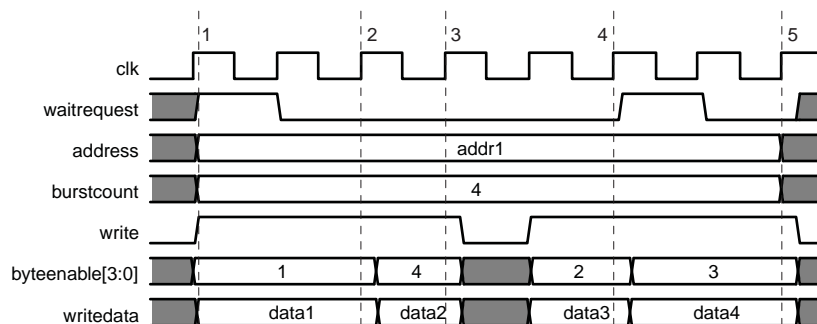 1 2 3 4 5
clk
waitrequest
address addr1
burstcount 4
write
byteenable[3:0] 1 4 2 3
writedata data1 data2 data3 data4